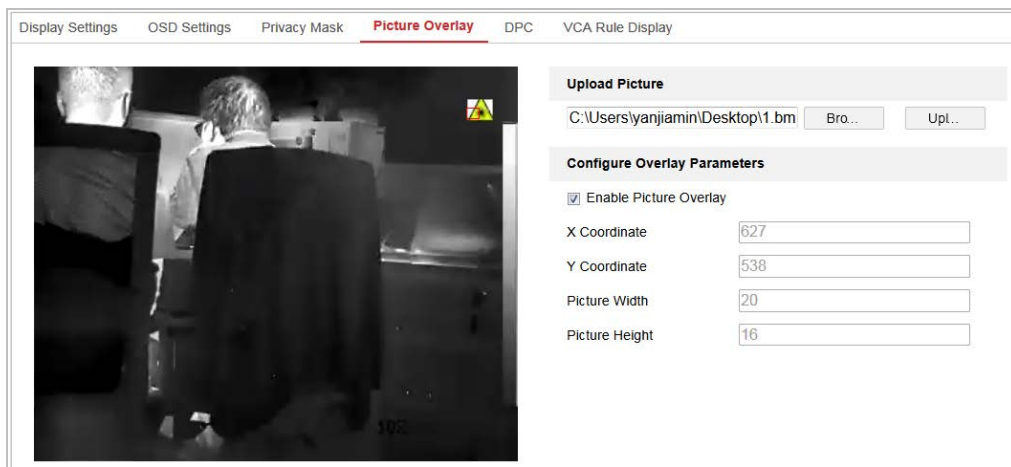 Display Settings OSD Settings Privacy Mask Picture Overlay DPC VCA Rule Display
Upload Picture
C:\Users\yanjiamin\Desktop\1.bm Bro... Upl...
Configure Overlay Parameters
Enable Picture Overlay
X Coordinate 627
Y Coordinate 538
Picture Width 20
Picture Height 16